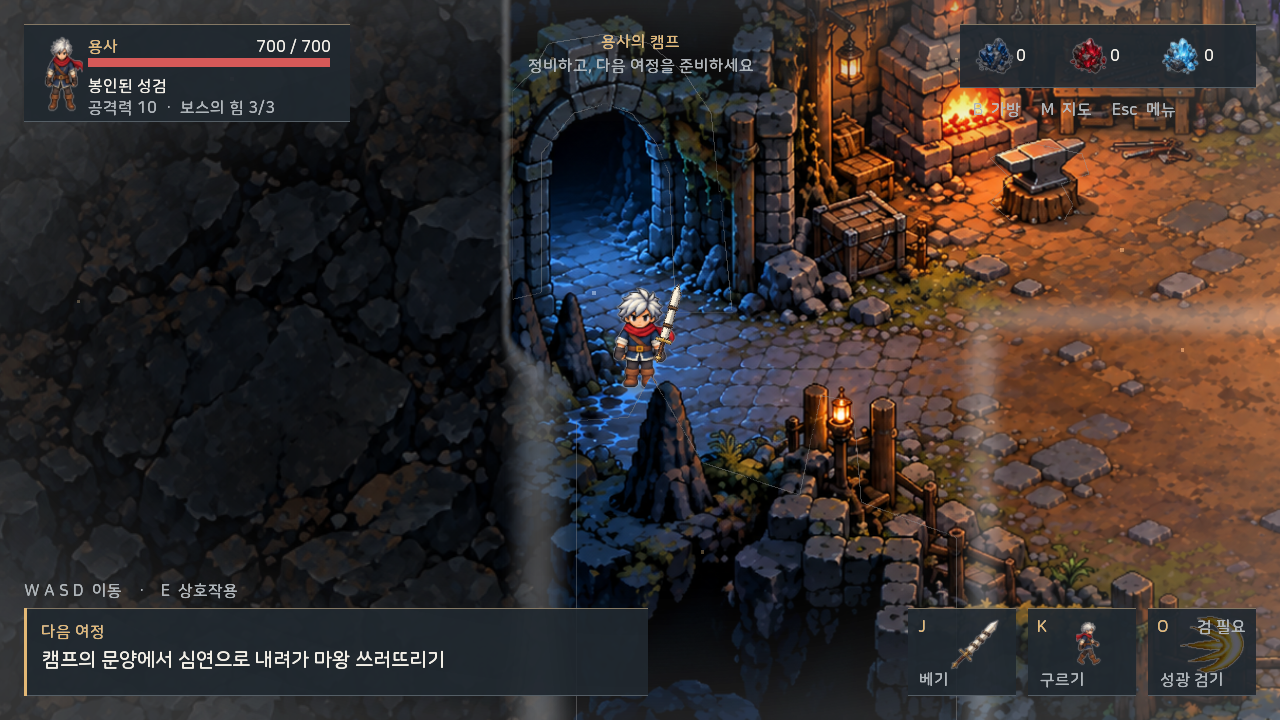 용사 700 / 700
봉인된 성검
공격력 10 · 보스의 힘 3/3
용사의 캠프
정비하고, 다음 여정을 준비하세요
0 0 0
가방 M 지도 Esc 메뉴
W A S D 이동 · E 상호작용
다음 여정
캠프의 문양에서 심연으로 내려가 마왕 쓰러뜨리기
J
베기
K
구르기
O 검 필요
성광 검기